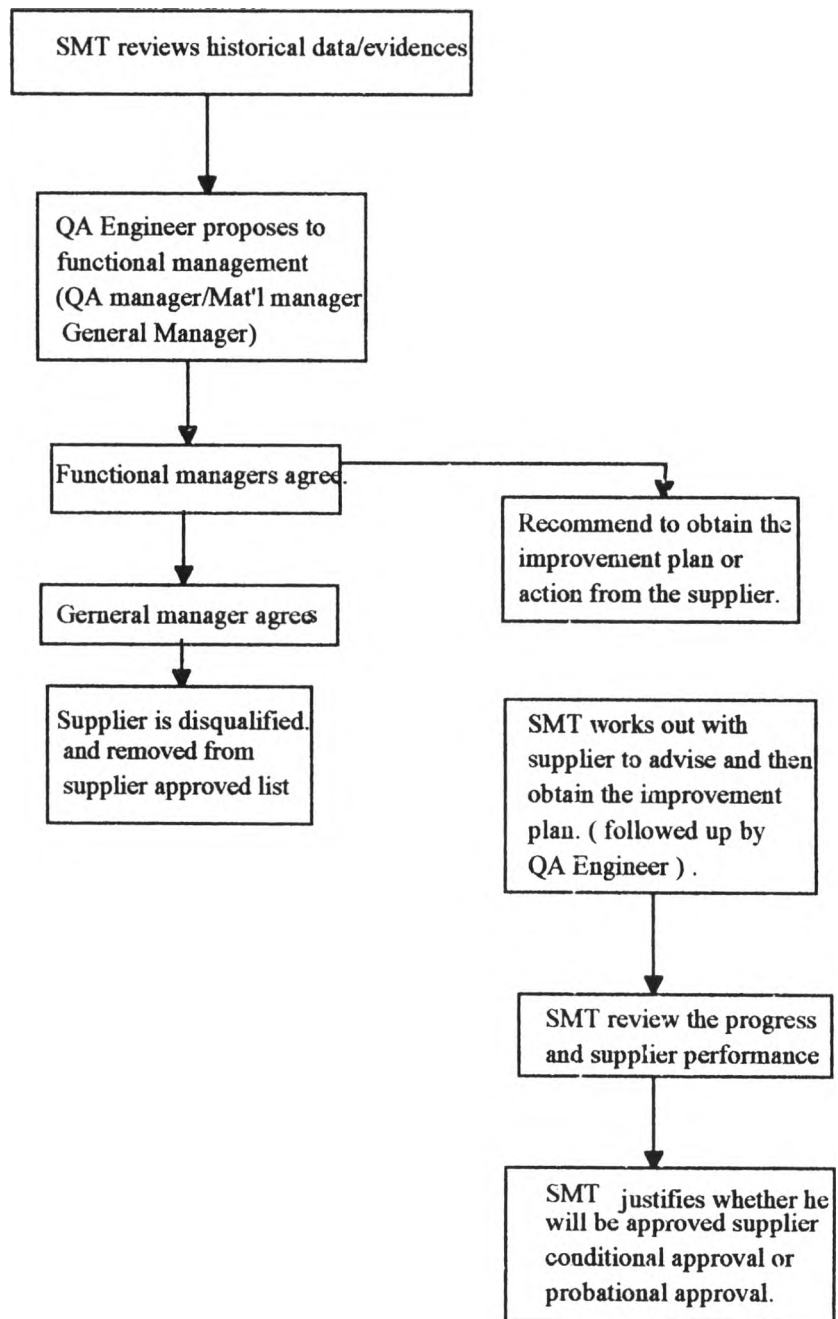 SMT reviews historical data/evidences
QA Engineer proposes to
functional management
(QA manager/Mat'l manager
General Manager)
Functional managers agree.
Recommend to obtain the
improvement plan or
action from the supplier.
Gerneral manager agrees
Supplier is disqualified.
and removed from
supplier approved list
SMT works out with
supplier to advise and then
obtain the improvement
plan. ( followed up by
QA Engineer ) .
SMT review the progress
and supplier performance
SMT justifies whether he
will be approved supplier
conditional approval or
probational approval.